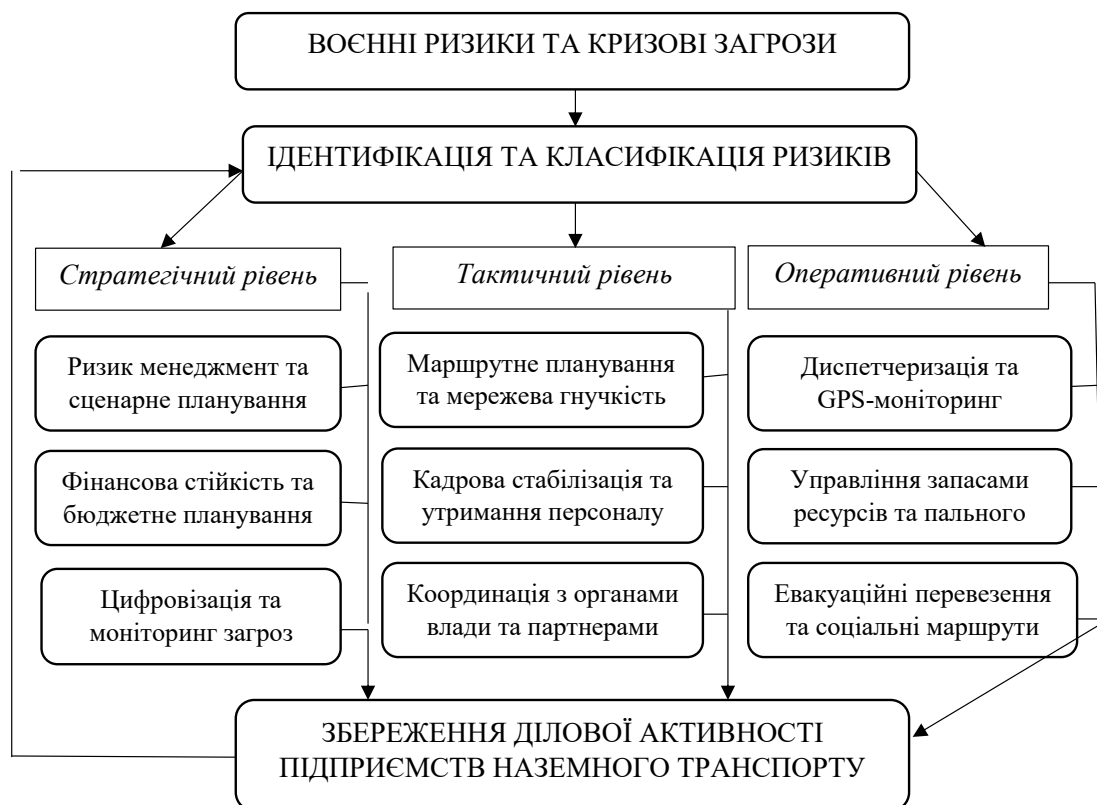 ВОЄННІ РИЗИКИ ТА КРИЗОВІ ЗАГРОЗИ
ІДЕНТИФІКАЦІЯ ТА КЛАСИФІКАЦІЯ РИЗИКІВ
Стратегічний рівень
Тактичний рівень
Оперативний рівень
Ризик менеджмент та
сценарне планування
Маршрутне планування
та мережева гнучкість
Диспетчеризація та
GPS-моніторинг
Фінансова стійкість та
бюджетне планування
Кадрова стабілізація та
утримання персоналу
Управління запасами
ресурсів та пального
Цифровізація та
моніторинг загроз
Координація з органами
влади та партнерами
Евакуаційні перевезення
та соціальні маршрути
ЗБЕРЕЖЕННЯ ДІЛОВОЇ АКТИВНОСТІ
ПІДПРИЄМСТВ НАЗЕМНОГО ТРАНСПОРТУ